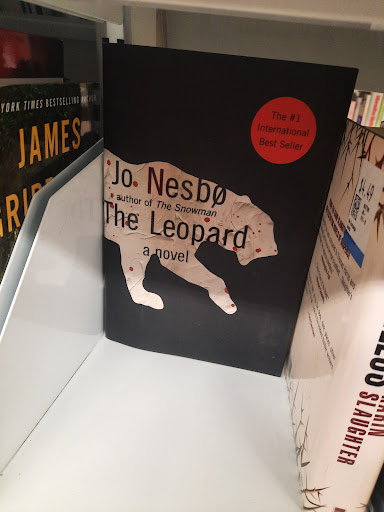 NEW YORK TIMES BESTSELLING
JAMES
The #1
International
Best Seller
Jo Nesbø
author of The Snowman
The Leopard
a novel
SLAUGHTER